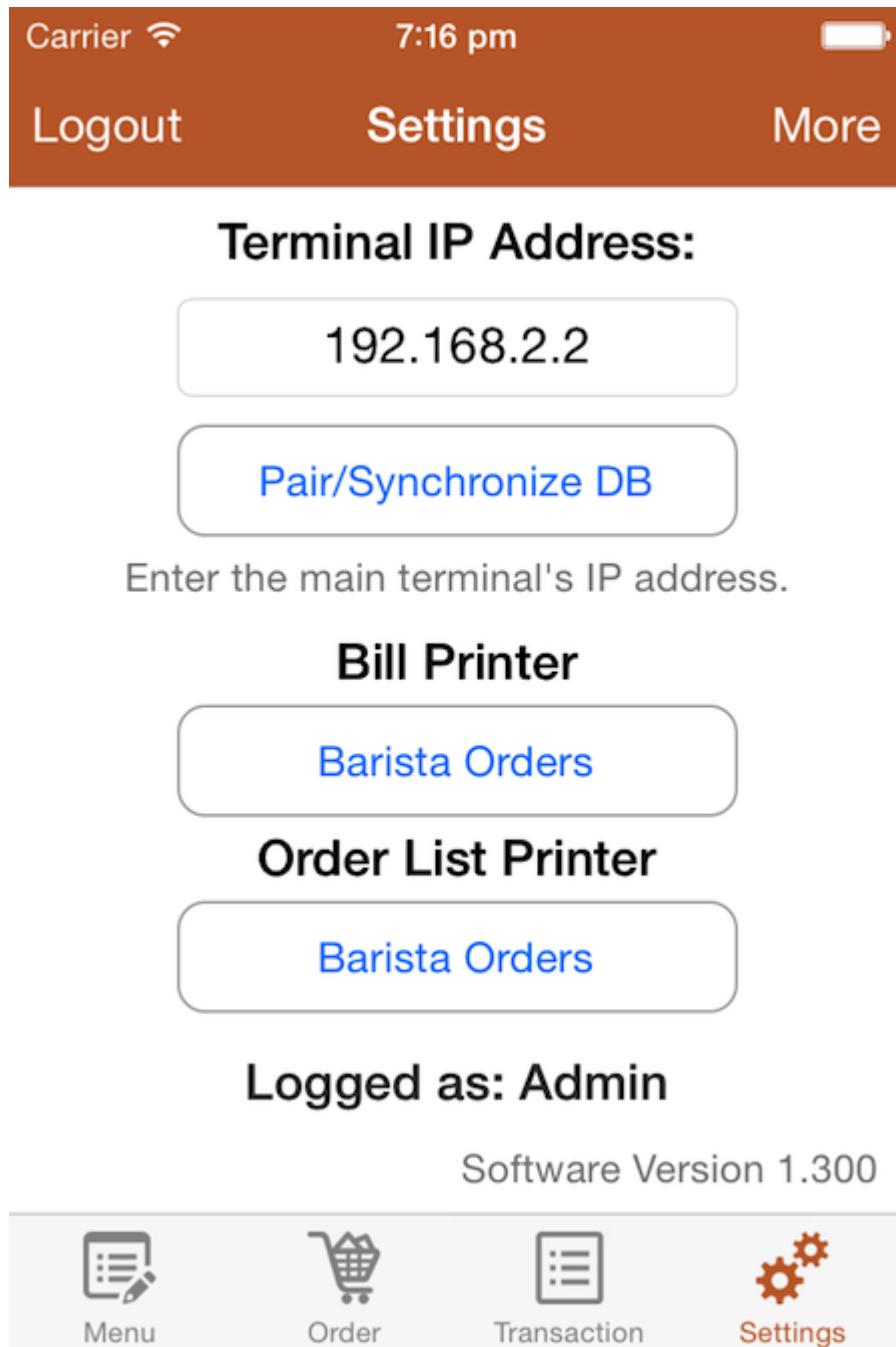 Carrier 7:16 pm
Logout Settings More
Terminal IP Address:
192.168.2.2
Pair/Synchronize DB
Enter the main terminal's IP address.
Bill Printer
Barista Orders
Order List Printer
Barista Orders
Logged as: Admin
Software Version 1.300
Menu Order Transaction Settings